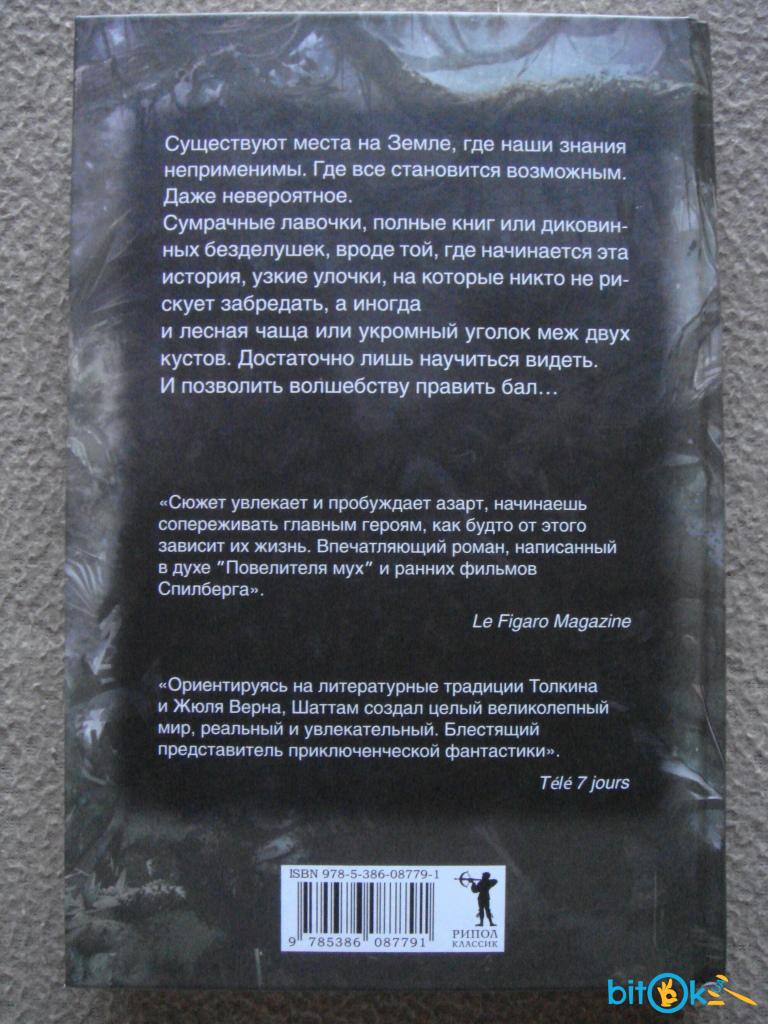 Существуют места на Земле, где наши знания
неприменимы. Где все становится возможным.
Даже невероятное.
Сумрачные лавочки, полные книг или диковин-
ных безделушек, вроде той, где начинается эта
история, узкие улочки, на которые никто не ри-
скует забредать, а иногда
и лесная чаща или укромный уголок меж двух
кустов. Достаточно лишь научиться видеть.
И позволить волшебству править бал...
«Сюжет увлекает и пробуждает азарт, начинаешь
сопереживать главным героям, как будто от этого
зависит их жизнь. Впечатляющий роман, написанный
в духе "Повелителя мух" и ранних фильмов
Спилберга».
Le Figaro Magazine
«Ориентируясь на литературные традиции Толкина
и Жюля Верна, Шаттам создал целый великолепный
мир, реальный и увлекательный. Блестящий
представитель приключенческой фантастики».
Télé 7 jours
ISBN 978-5-386-08779-1
9 785386 087791
РИПОЛ
КЛАССИК
bitOk